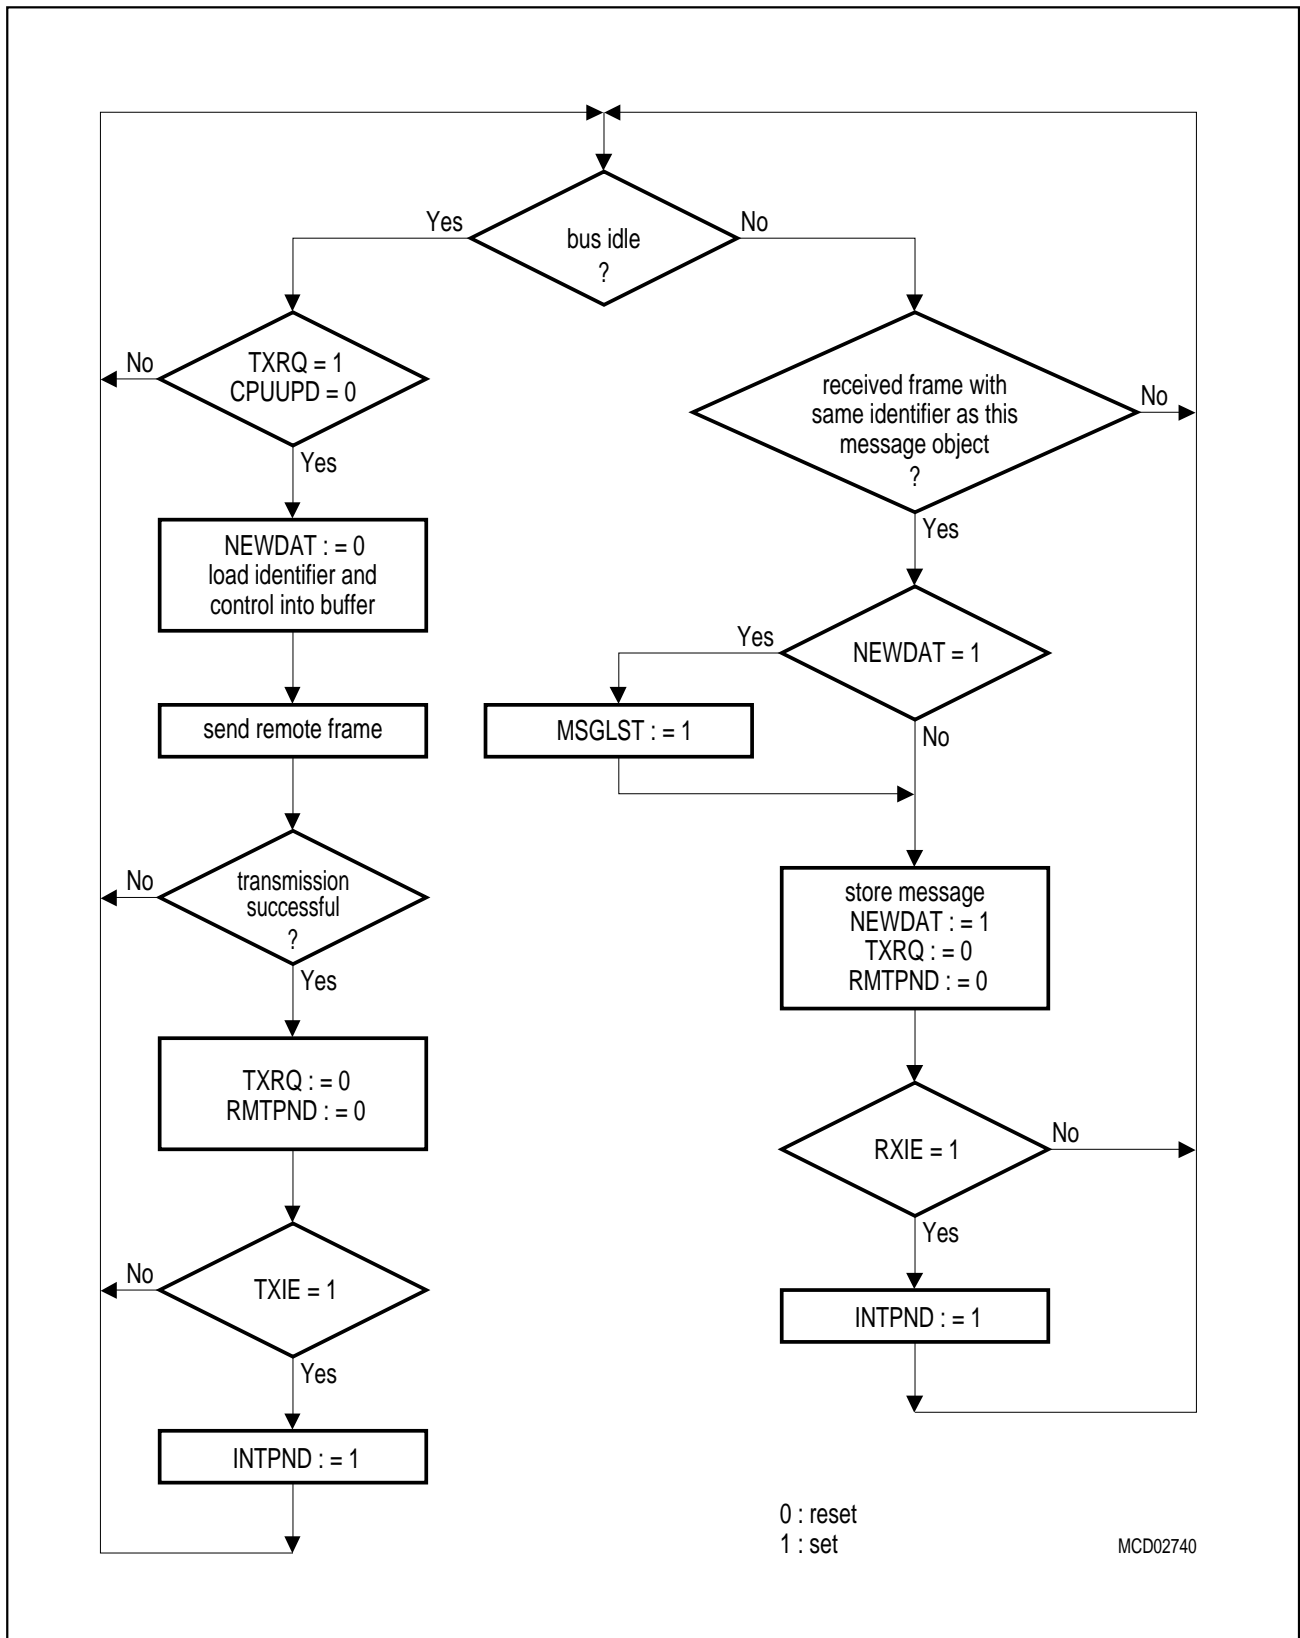 bus idle
?
Yes
No
TXRQ = 1
CPUUPD = 0
No
Yes
NEWDAT : = 0
load identifier and
control into buffer
send remote frame
transmission
successful
?
No
Yes
TXRQ : = 0
RMTPND : = 0
TXIE = 1
No
Yes
INTPND : = 1
received frame with
same identifier as this
message object
?
No
Yes
NEWDAT = 1
Yes
No
MSGLST : = 1
store message
NEWDAT : = 1
TXRQ : = 0
RMTPND : = 0
RXIE = 1
No
Yes
INTPND : = 1
0 : reset
1 : set
MCD02740